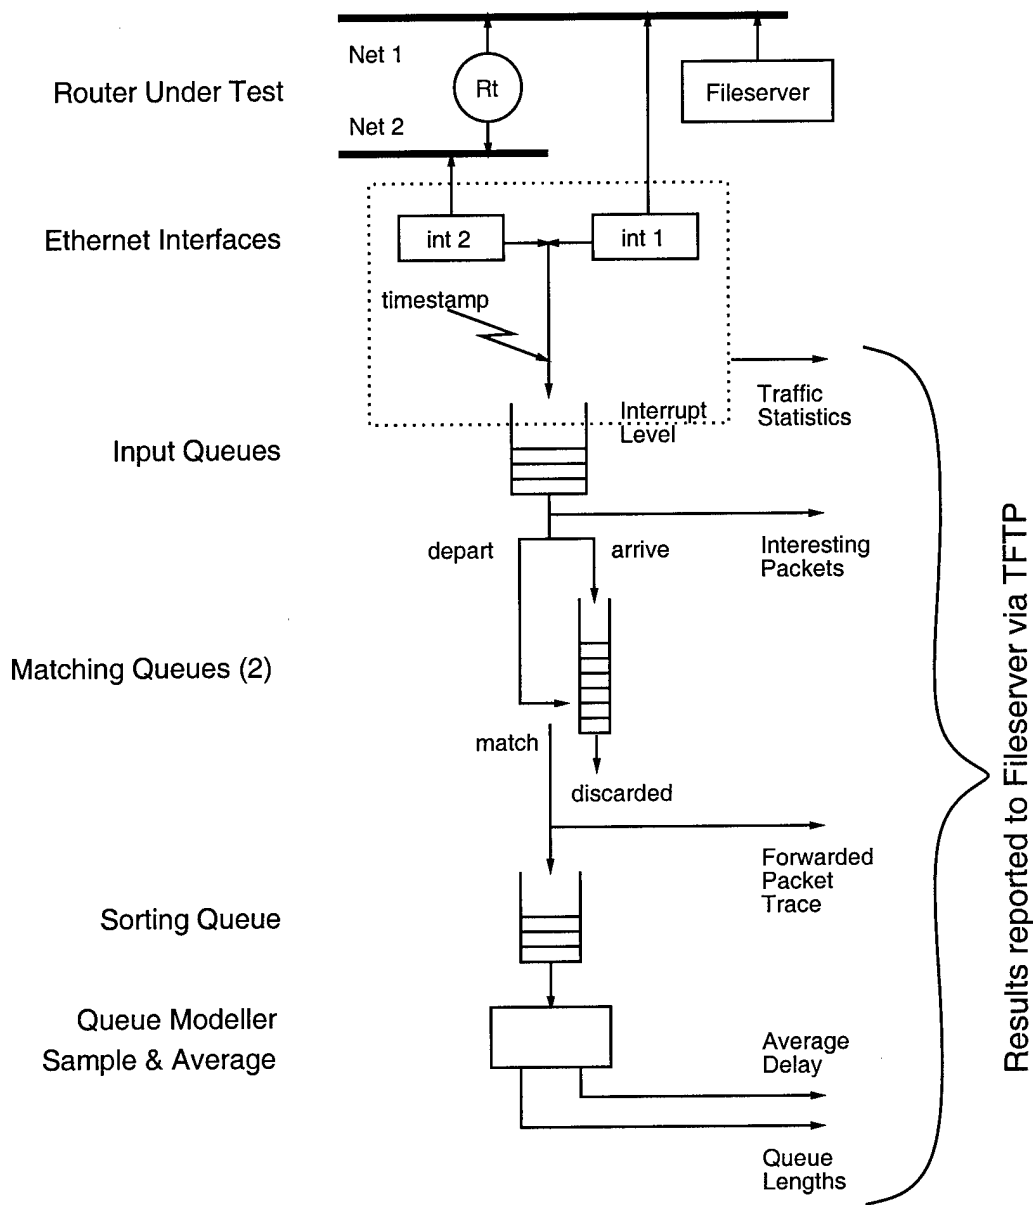 Net 1
Router Under Test
Rt
Fileserver
Net 2
Ethernet Interfaces
int 2
int 1
timestamp
Interrupt
Level
Traffic
Statistics
Input Queues
depart
arrive
Interesting
Packets
Matching Queues (2)
match
discarded
Forwarded
Packet
Trace
Sorting Queue
Queue Modeller
Sample & Average
Average
Delay
Queue
Lengths
Results reported to Fileserver via TFTP